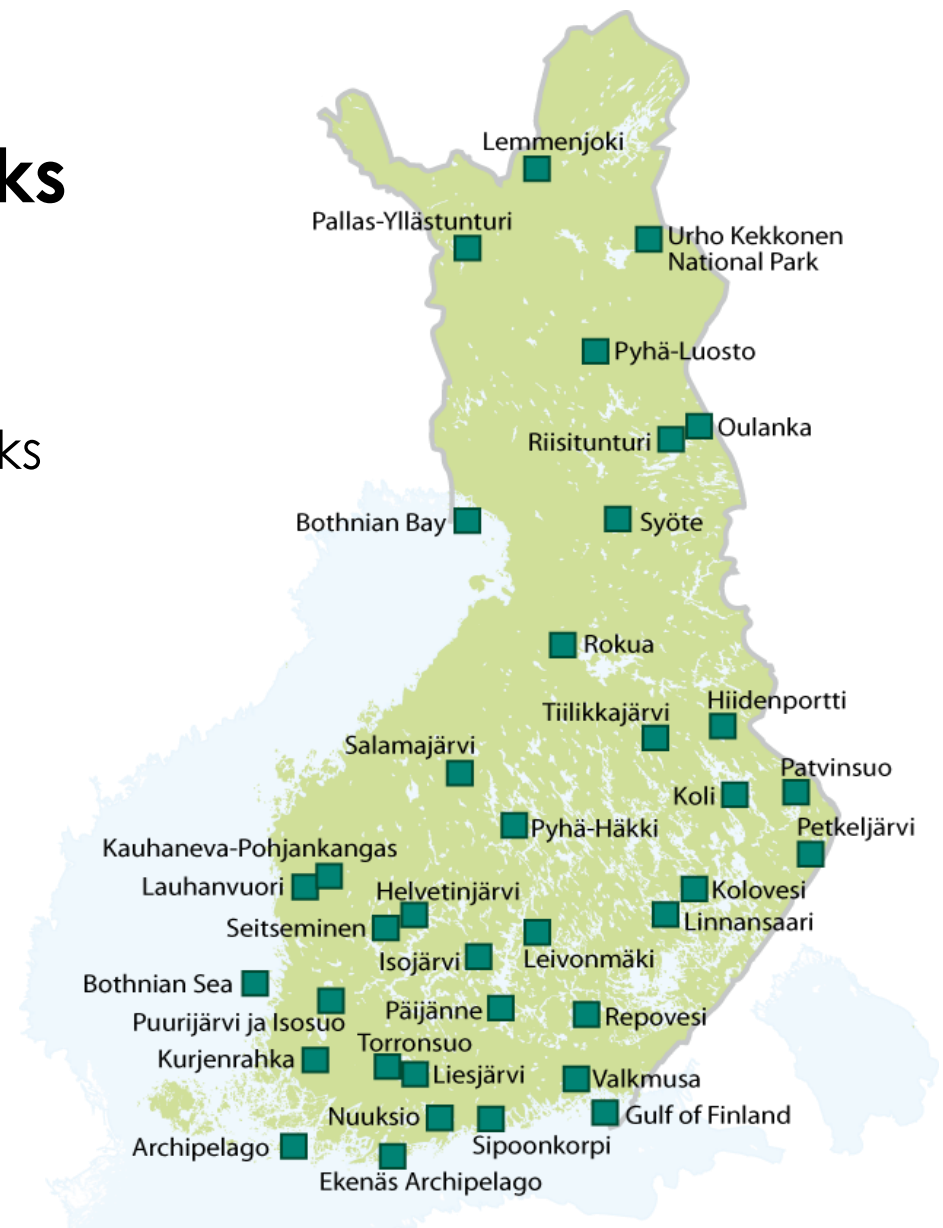 ks
ks
Lemmenjoki
Pallas-Yllästunturi
Urho Kekkonen
National Park
Pyhä-Luosto
Oulanka
Riisitunturi
Bothnian Bay
Syöte
Rokua
Hiidenportti
Tiilikkajärvi
Salamajärvi
Patvinsuo
Koli
Petkeljärvi
Pyhä-Häkki
Kauhaneva-Pohjankangas
Lauhanvuori
Helvetinjärvi
Kolovesi
Linnansaari
Seitseminen
Isojärvi
Leivonmäki
Bothnian Sea
Päijänne
Repovesi
Puurijärvi ja Isosuo
Torronsuo
Kurjenrahka
Liesjärvi
Valkmusa
Nuuksio
Gulf of Finland
Sipoonkorpi
Archipelago
Ekenäs Archipelago